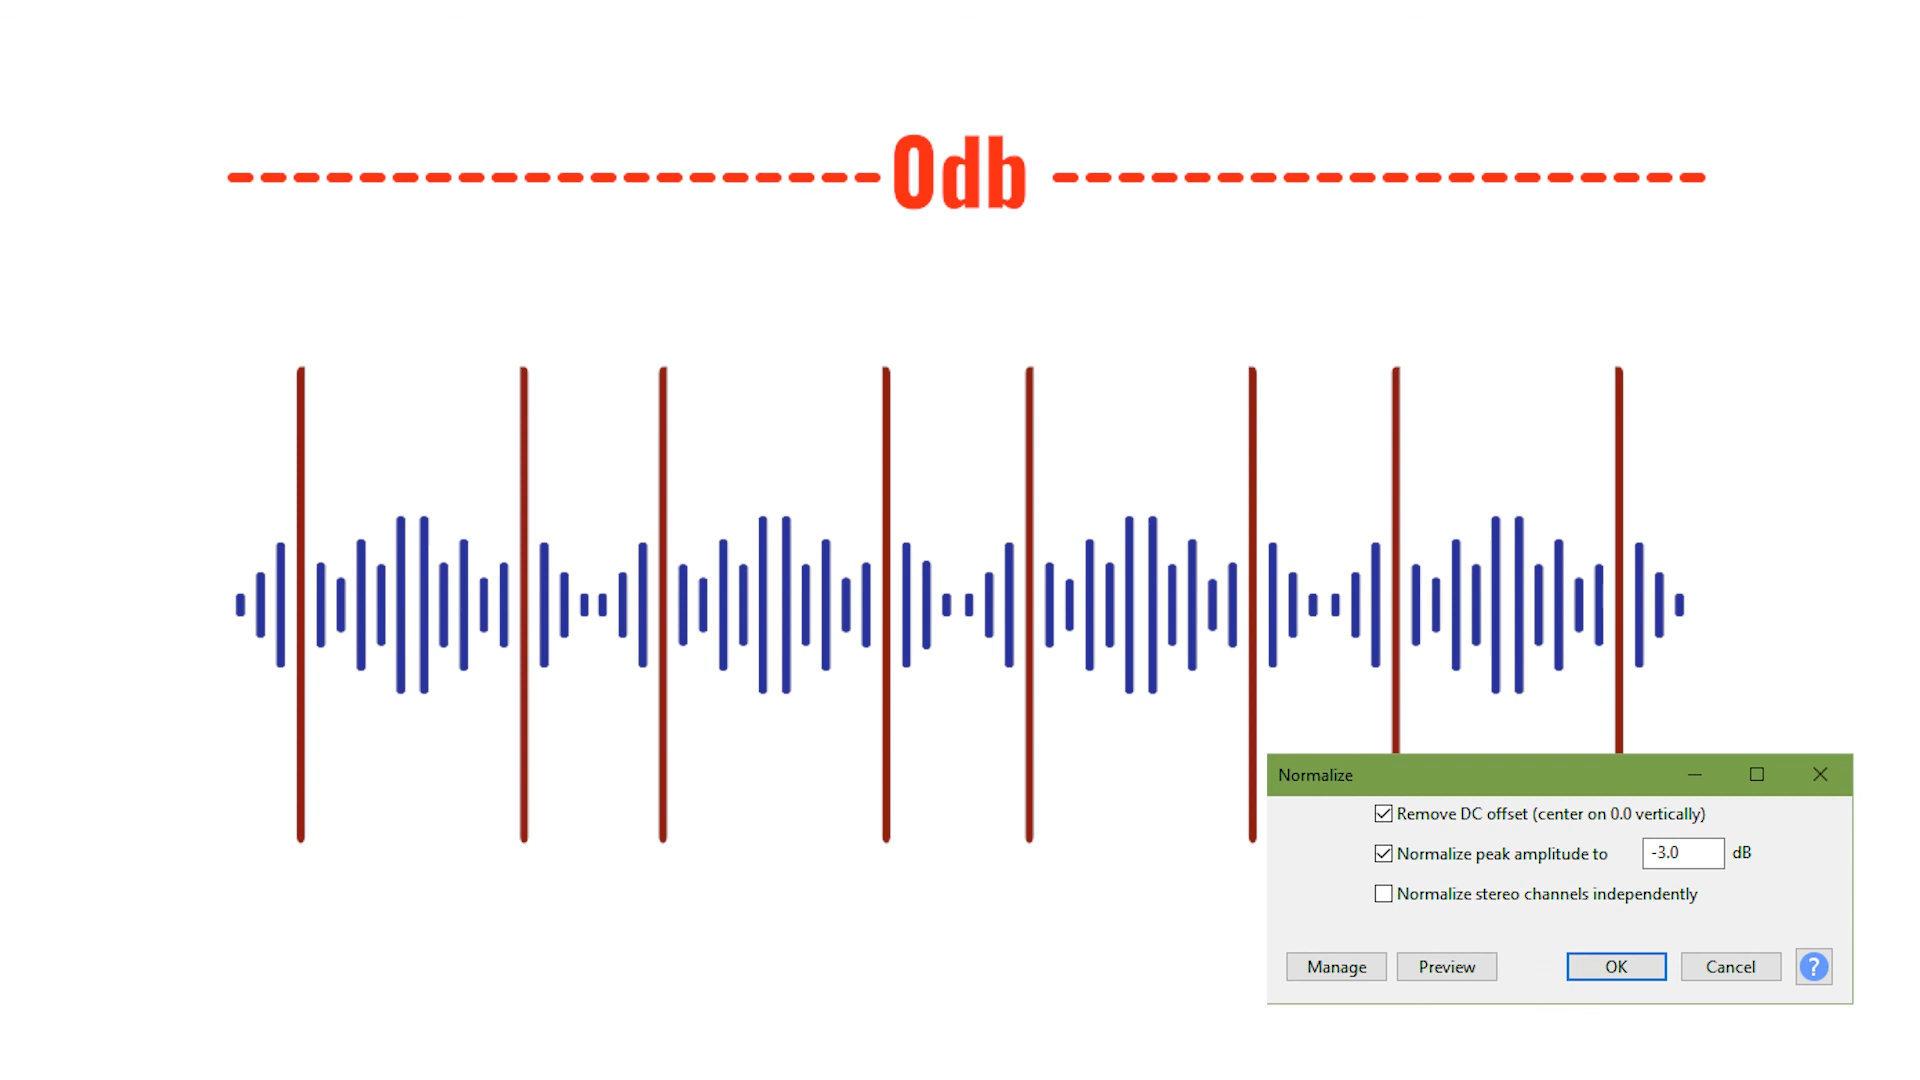 0db
Normalize
Remove DC offset (center on 0.0 vertically)
Normalize peak amplitude to -3.0 dB
Normalize stereo channels independently
Manage Preview OK Cancel ?